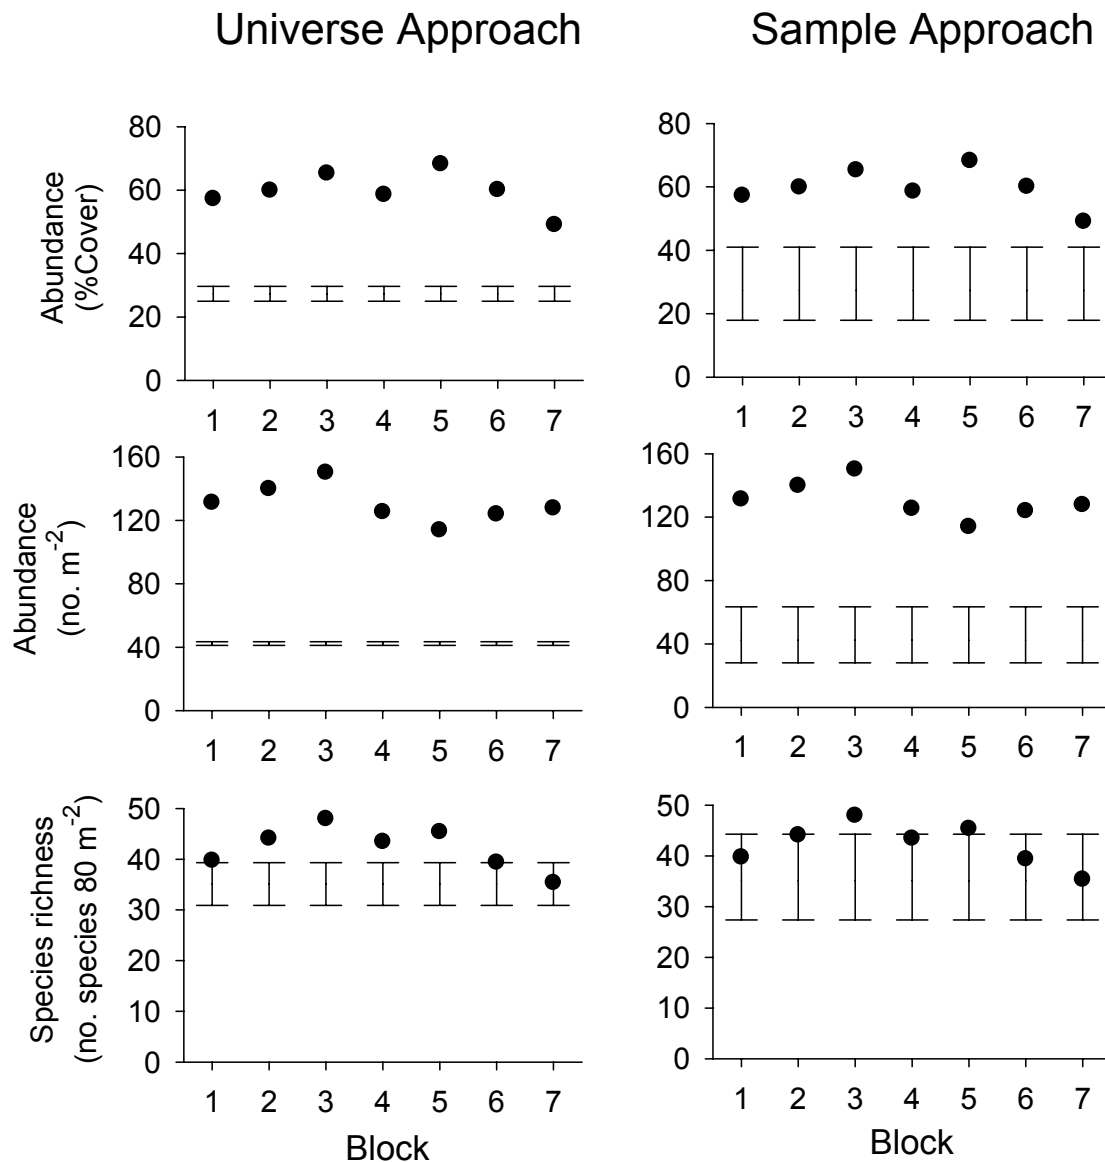 Universe Approach
Sample Approach
Abundance
(%Cover)
80
60
40
20
0
1 2 3 4 5 6 7
80
60
40
20
0
1 2 3 4 5 6 7
Abundance
(no. m-2)
160
120
80
40
0
1 2 3 4 5 6 7
160
120
80
40
0
1 2 3 4 5 6 7
Species richness
(no. species 80 m-2)
50
40
30
20
10
0
1 2 3 4 5 6 7
Block
50
40
30
20
10
0
1 2 3 4 5 6 7
Block